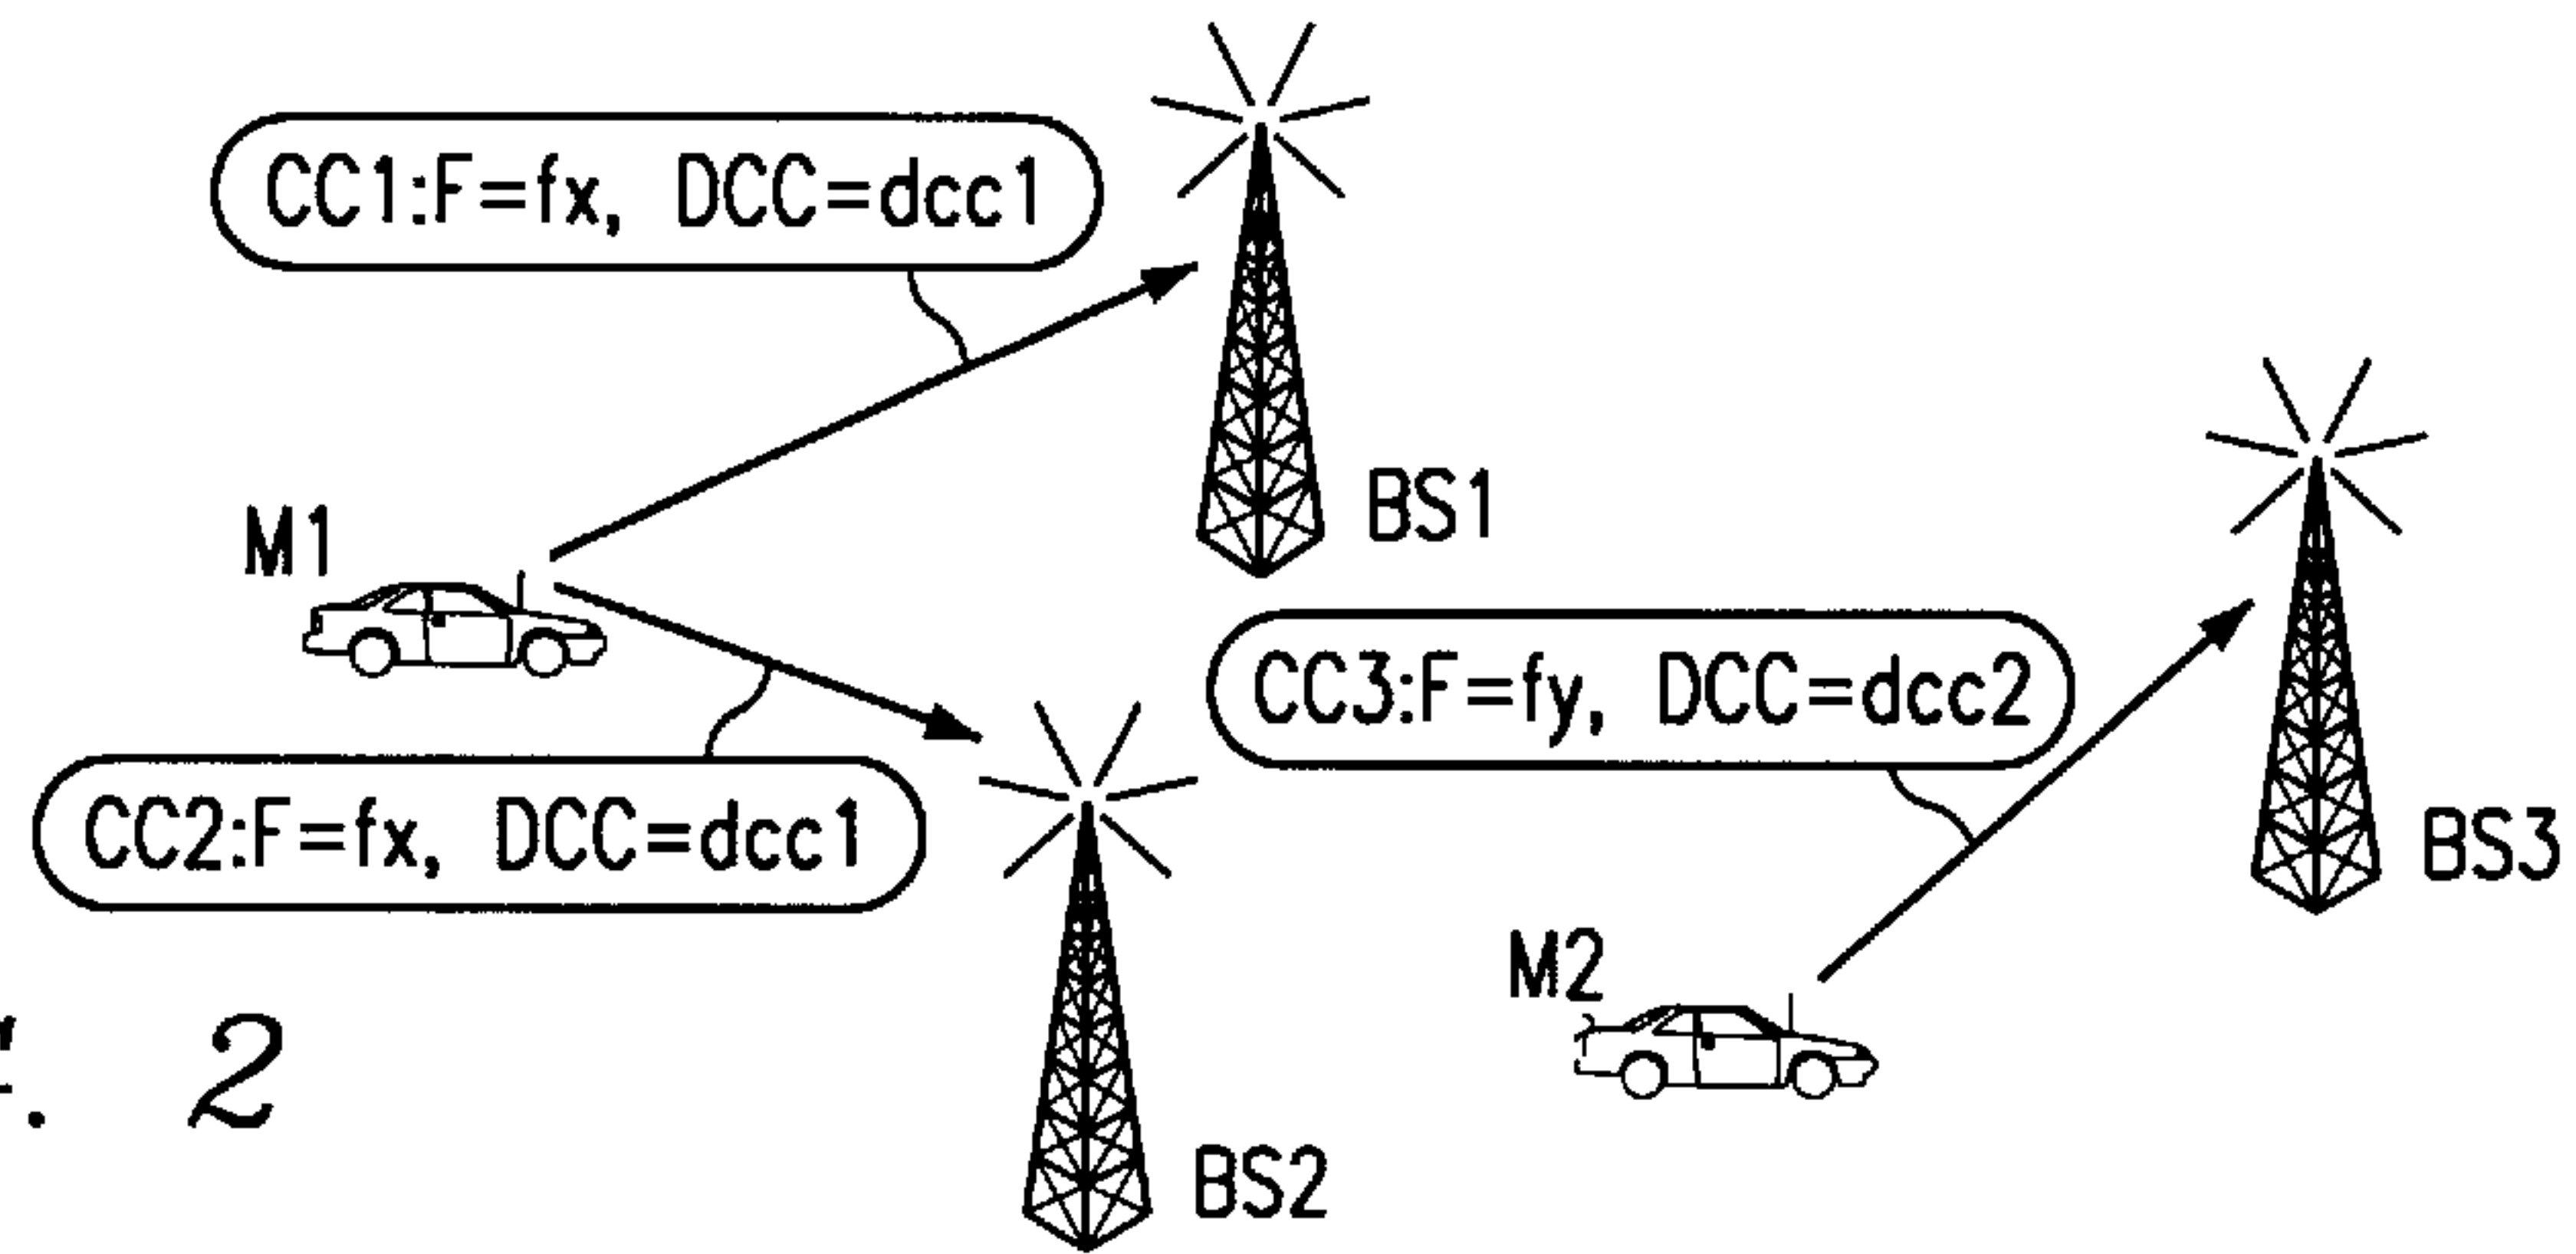 CC1:F=fx, DCC=dcc1
BS1
M1
CC3:F=fy, DCC=dcc2
CC2:F=fx, DCC=dcc1
BS3
M2
2
BS2